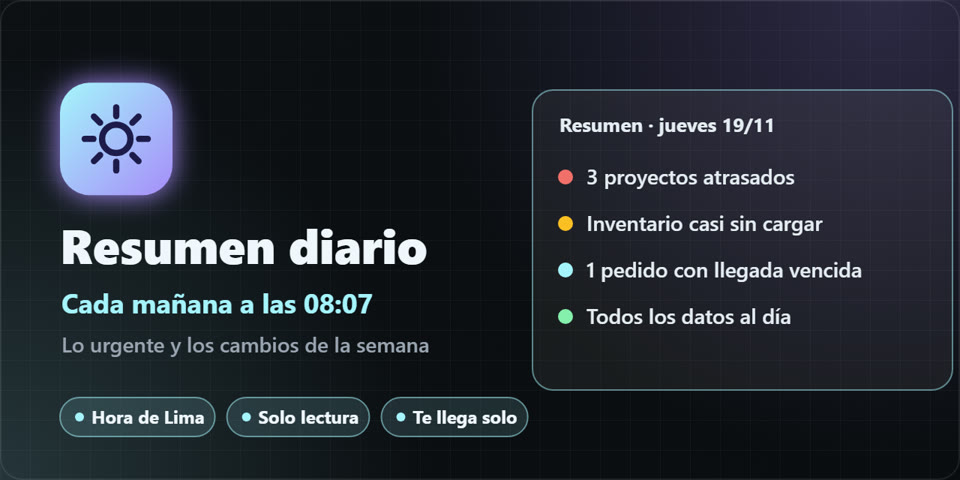 Resumen diario
Cada mañana a las 08:07
Lo urgente y los cambios de la semana
Hora de Lima
Solo lectura
Te llega solo
Resumen · jueves 19/11
3 proyectos atrasados
Inventario casi sin cargar
1 pedido con llegada vencida
Todos los datos al día